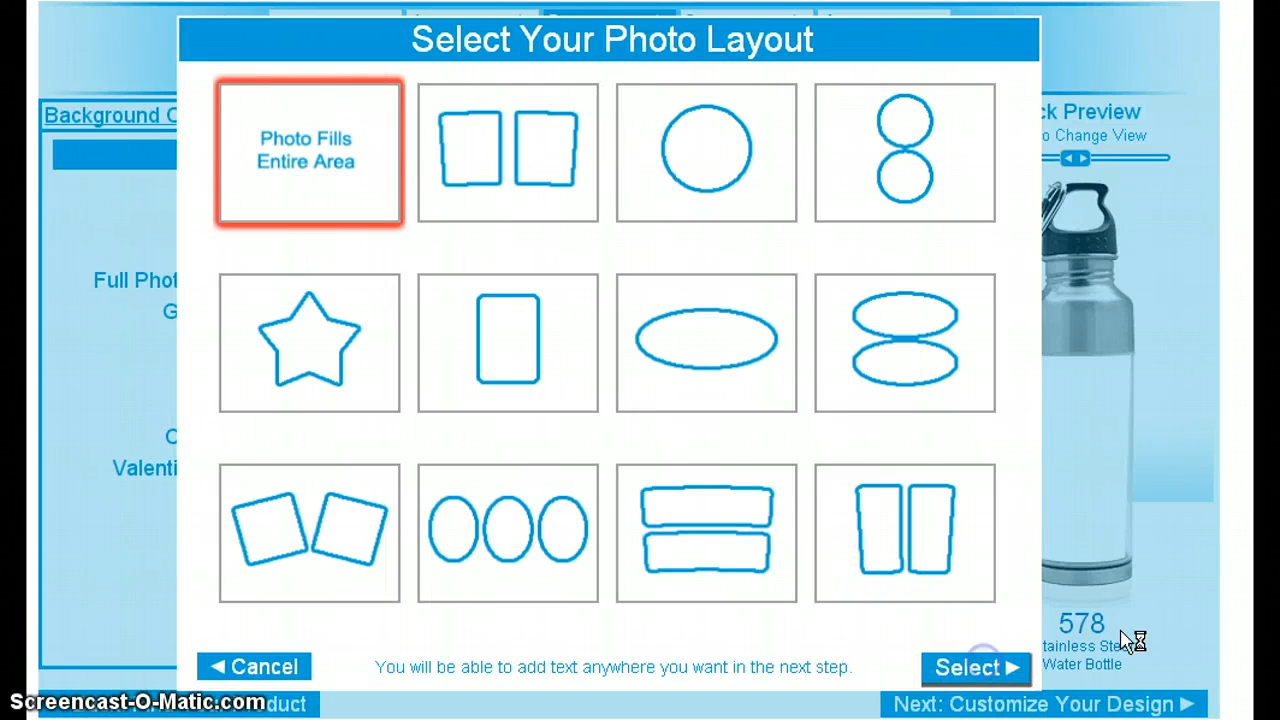 Select Your Photo Layout
Background C
ck Preview
o Change View
Photo Fills
Entire Area
Full Phot
G
C
Valenti
578
tainless Ste
Water Bottle
◄ Cancel
You will be able to add text anywhere you want in the next step.
Select ►
Screencast-O-Matic.com
duct
Next: Customize Your Design ►